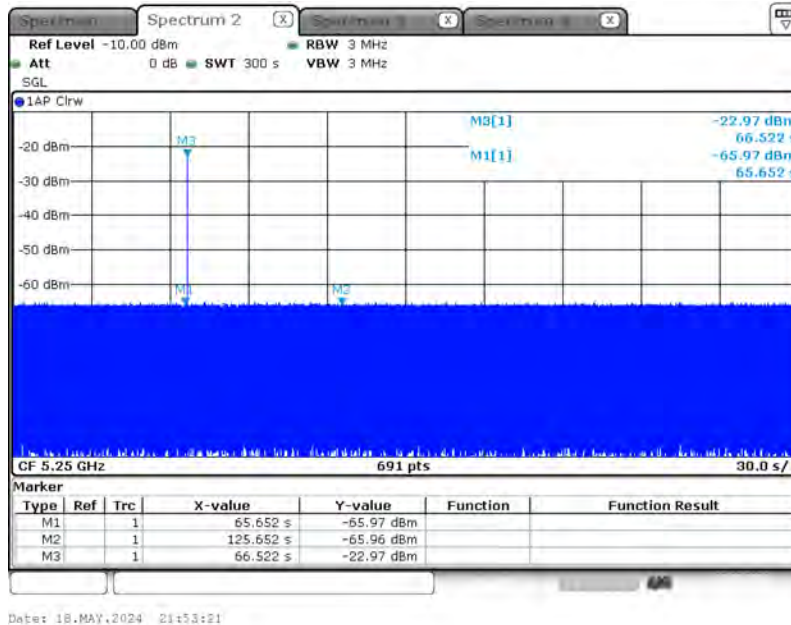 Spectrum 2 X X X
Ref Level -10.00 dBm RBW 3 MHz
Att 0 dB SWT 300 s VBW 3 MHz
SGL
1AP Clrw
M3[1] -22.97 dBm
66.522 s
M1[1] -65.97 dBm
65.652 s
M3
-20 dBm
-30 dBm
-40 dBm
-50 dBm
-60 dBm
M1 M2
CF 5.25 GHz 691 pts 30.0 s/
Marker
Type Ref Trc X-value Y-value Function Function Result
M1 1 65.652 s -65.97 dBm
M2 1 125.652 s -65.96 dBm
M3 1 66.522 s -22.97 dBm
Date: 18.MAY.2024 21:53:21